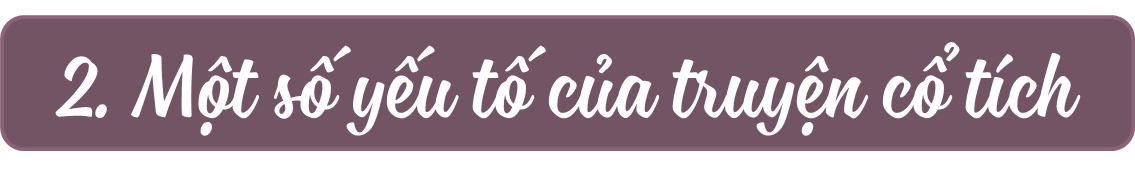 2. Một số yếu tố của truyện cổ tích